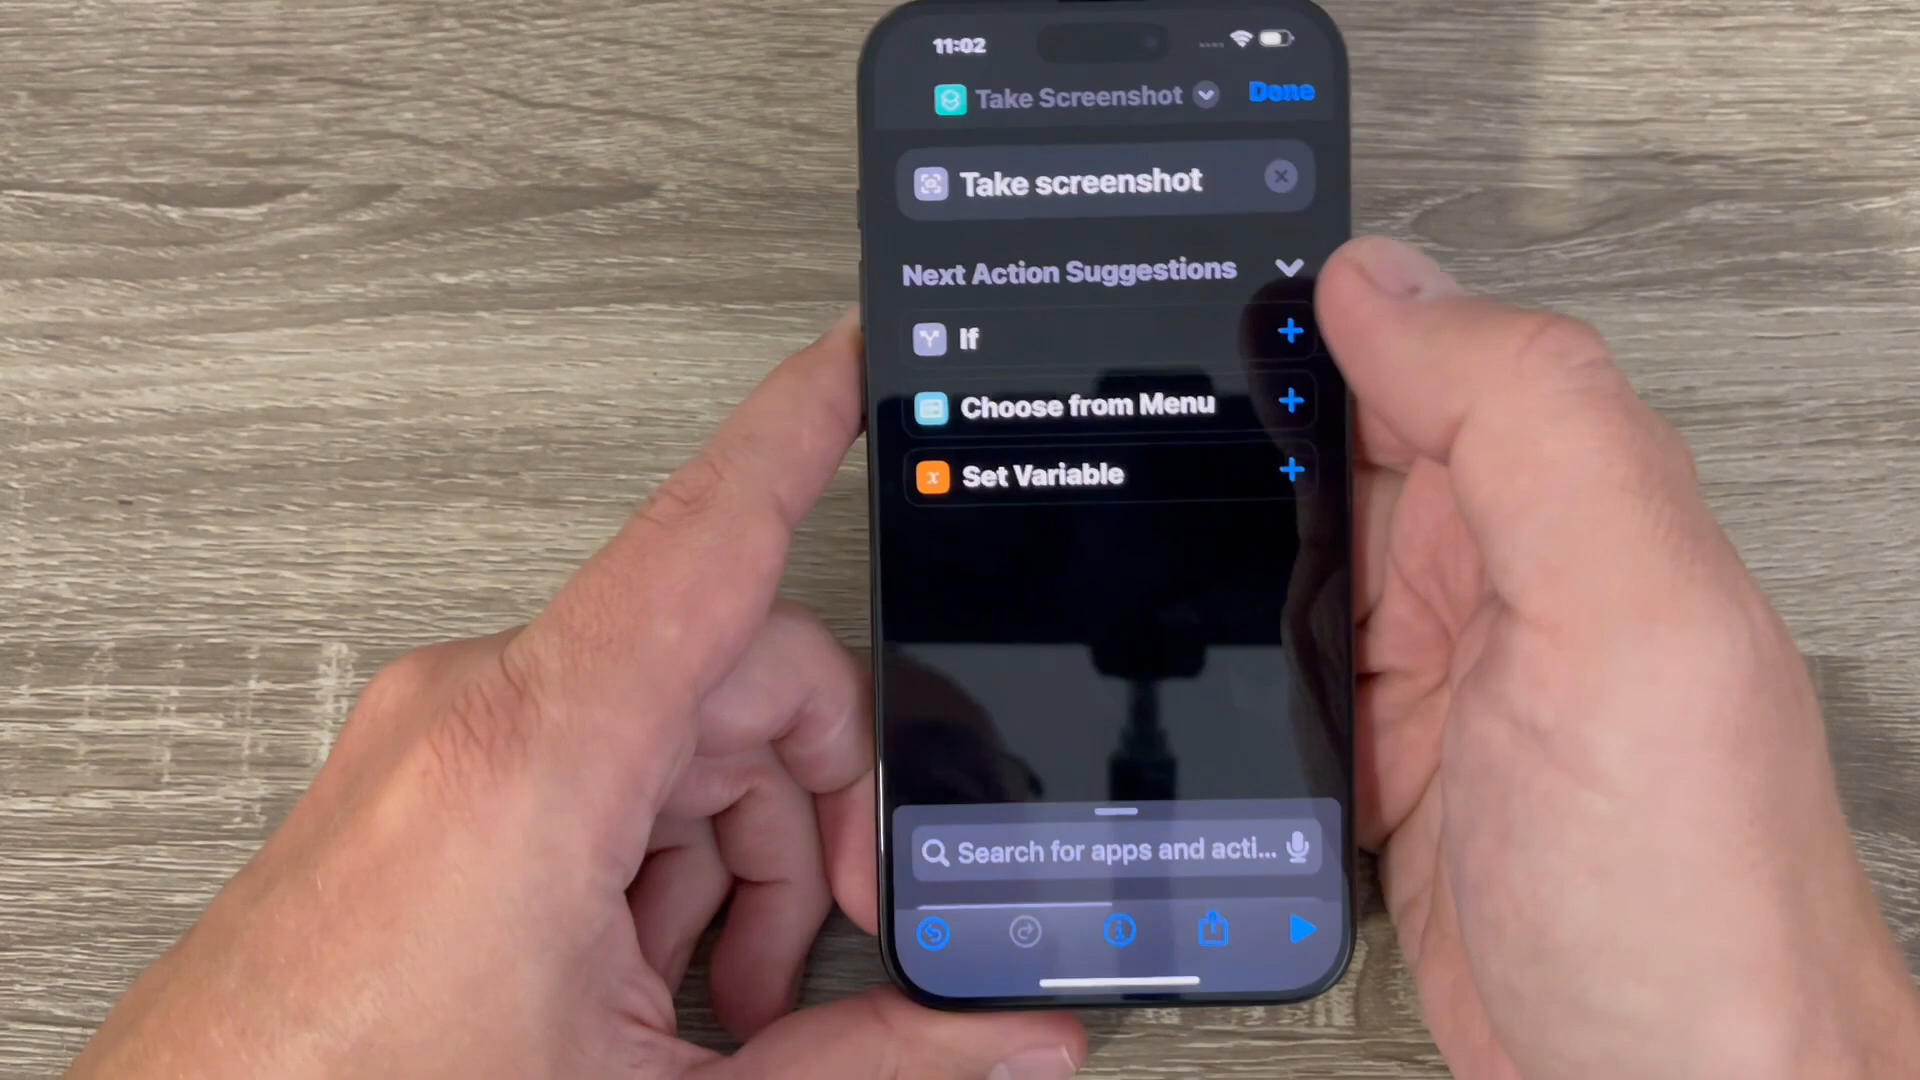 11:02
Take Screenshot
Done
Take screenshot
Next Action Suggestions
If
Choose from Menu
x Set Variable
Search for apps and acti...